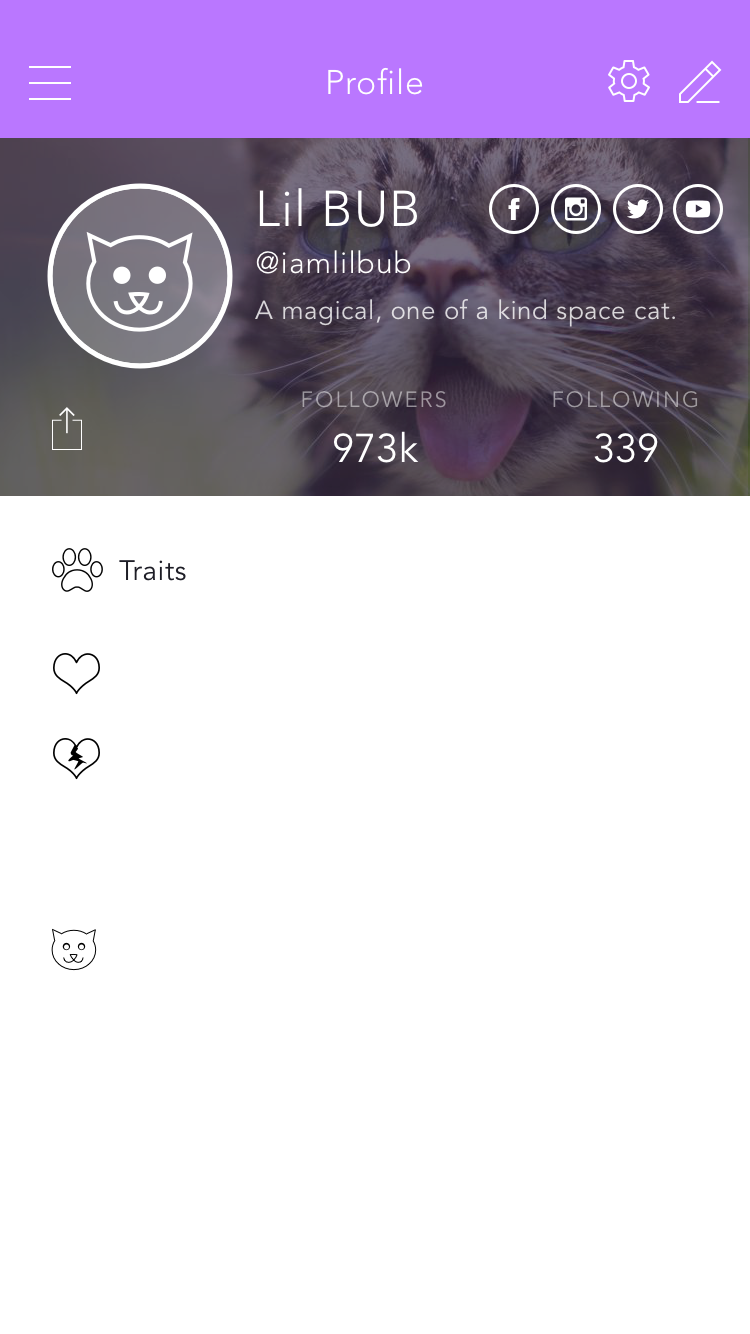 Profile
Lil BUB
@iamlilbub
A magical, one of a kind space cat.
FOLLOWERS FOLLOWING
973k 339
Traits